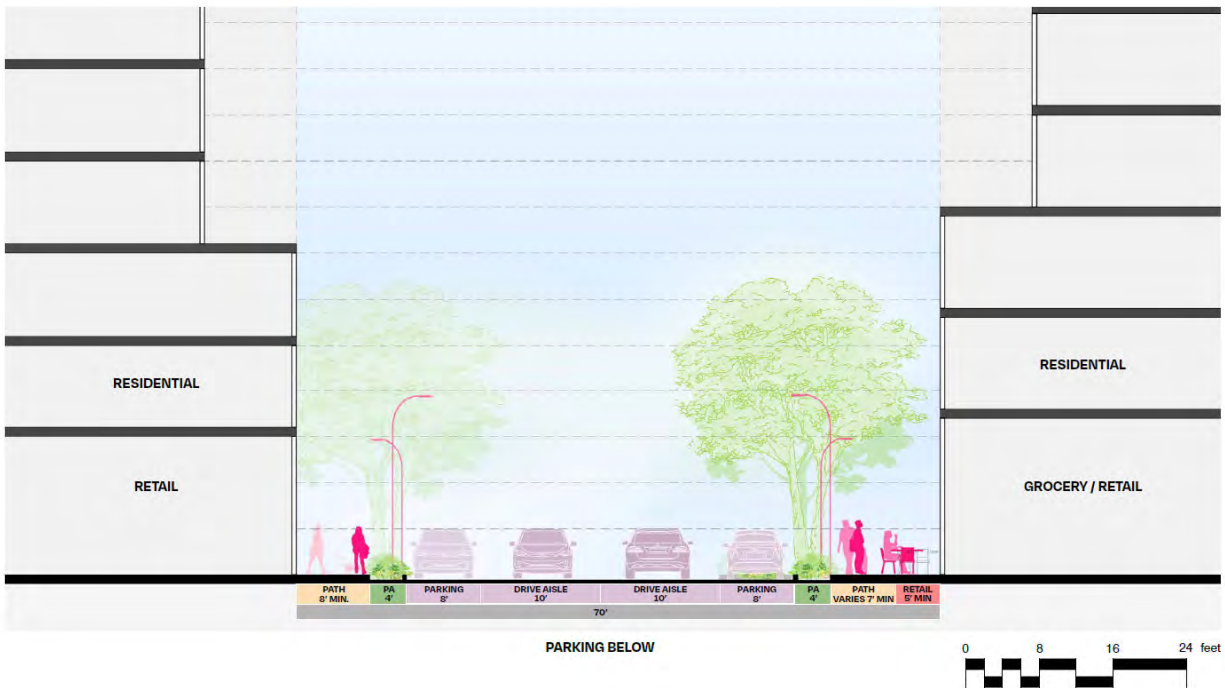 RESIDENTIAL
RETAIL
RESIDENTIAL
GROCERY / RETAIL
PATH
8' MIN.
PA
4'
PARKING
8'
DRIVE AISLE
10'
DRIVE AISLE
10'
PARKING
8'
PA
4'
PATH
VARIES 7' MIN
RETAIL
5' MIN
70'
PARKING BELOW
0 8 16 24 feet